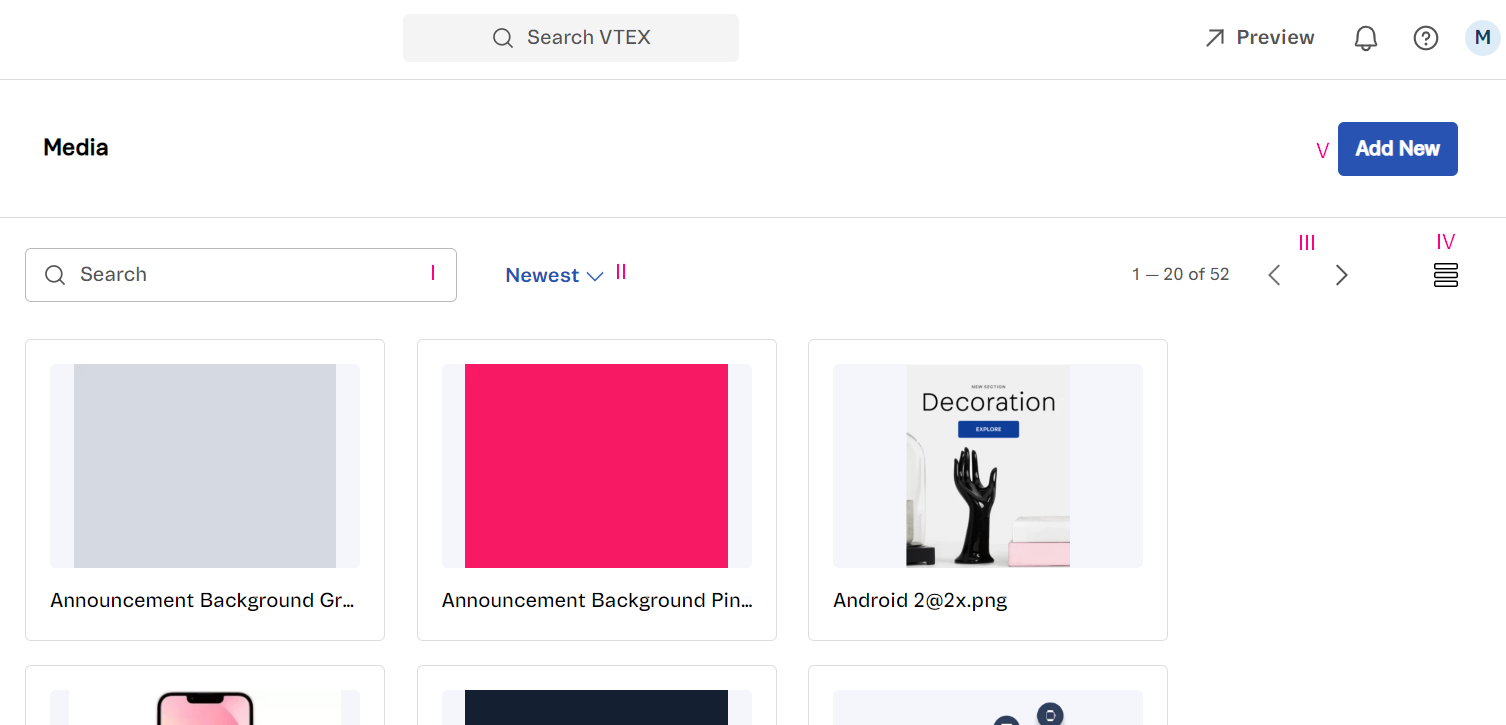 Search VTEX
Preview
M
Media
V
Add New
III
IV
Search
I
Newest
II
1 — 20 of 52
NEW SECTION
Decoration
EXPLORE
Announcement Background Gr...
Announcement Background Pin...
Android 2@2x.png